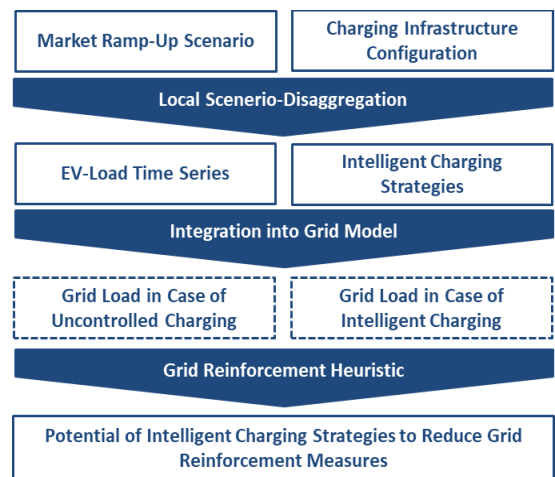 Market Ramp-Up Scenario
Charging Infrastructure
Configuration
Local Scenerio-Disaggregation
EV-Load Time Series
Intelligent Charging
Strategies
Integration into Grid Model
Grid Load in Case of
Uncontrolled Charging
Grid Load in Case of
Intelligent Charging
Grid Reinforcement Heuristic
Potential of Intelligent Charging Strategies to Reduce Grid
Reinforcement Measures